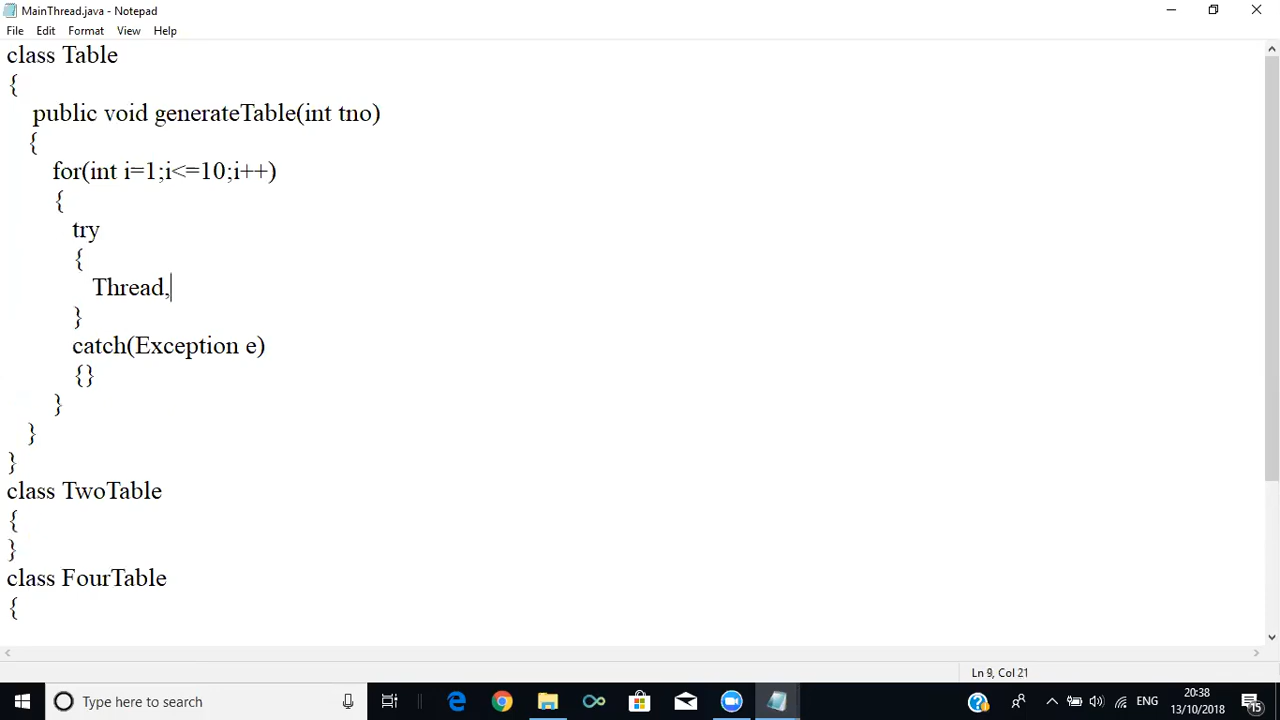 MainThread.java - Notepad
File Edit Format View Help
class Table
{
public void generateTable(int tno)
{
for(int i=1;i<=10;i++)
{
try
{
Thread,
}
catch(Exception e)
{}
}
}
}
class TwoTable
{
}
class FourTable
{
Ln 9, Col 21
Type here to search
ENG
20:38
13/10/2018
15